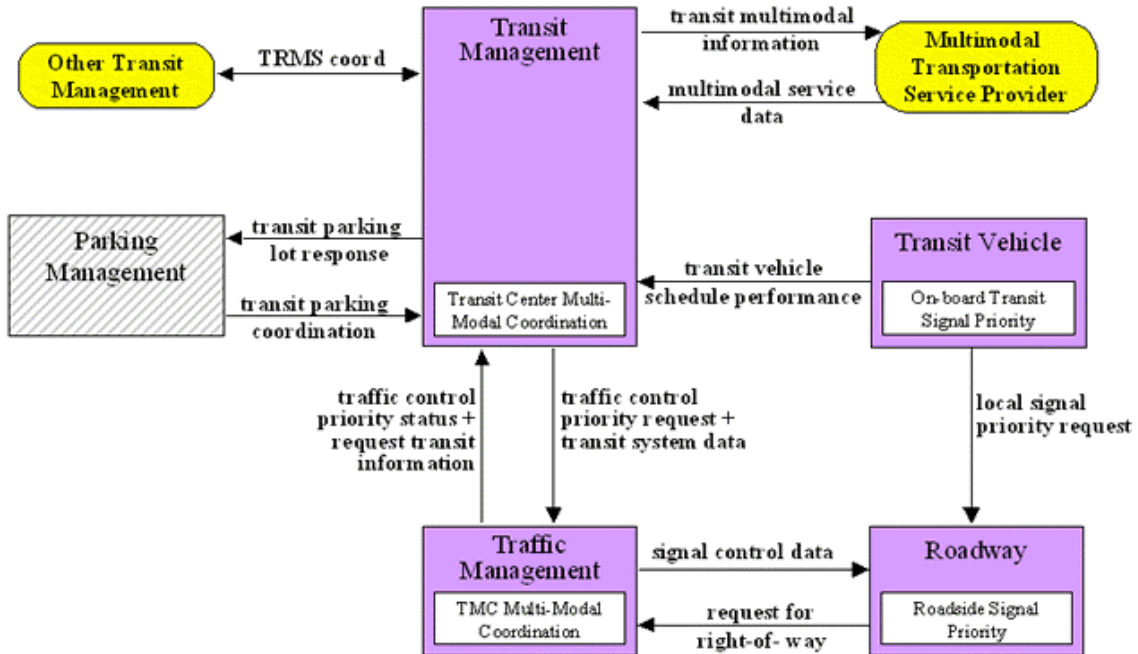 Transit
Management
transit multimodal
information
Other Transit
Management
TRMS coord
Multimodal
Transportation
Service Provider
multimodal service
data
Parking
Management
transit parking
lot response
transit parking
coordination
Transit Center Multi-
Modal Coordination
transit vehicle
schedule performance
Transit Vehicle
On-board Transit
Signal Priority
traffic control
priority status +
request transit
information
traffic control
priority request +
transit system data
local signal
priority request
Traffic
Management
TMC Multi-Modal
Coordination
signal control data
request for
right-of- way
Roadway
Roadside Signal
Priority